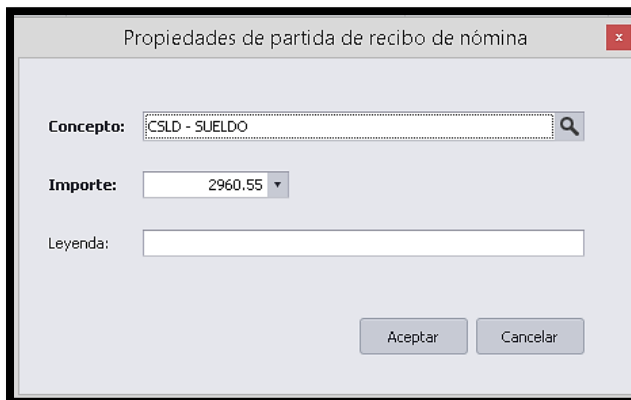 Propiedades de partida de recibo de nómina
x
Concepto: CSLD - SUELDO
Importe: 2960.55
Leyenda:
Aceptar Cancelar